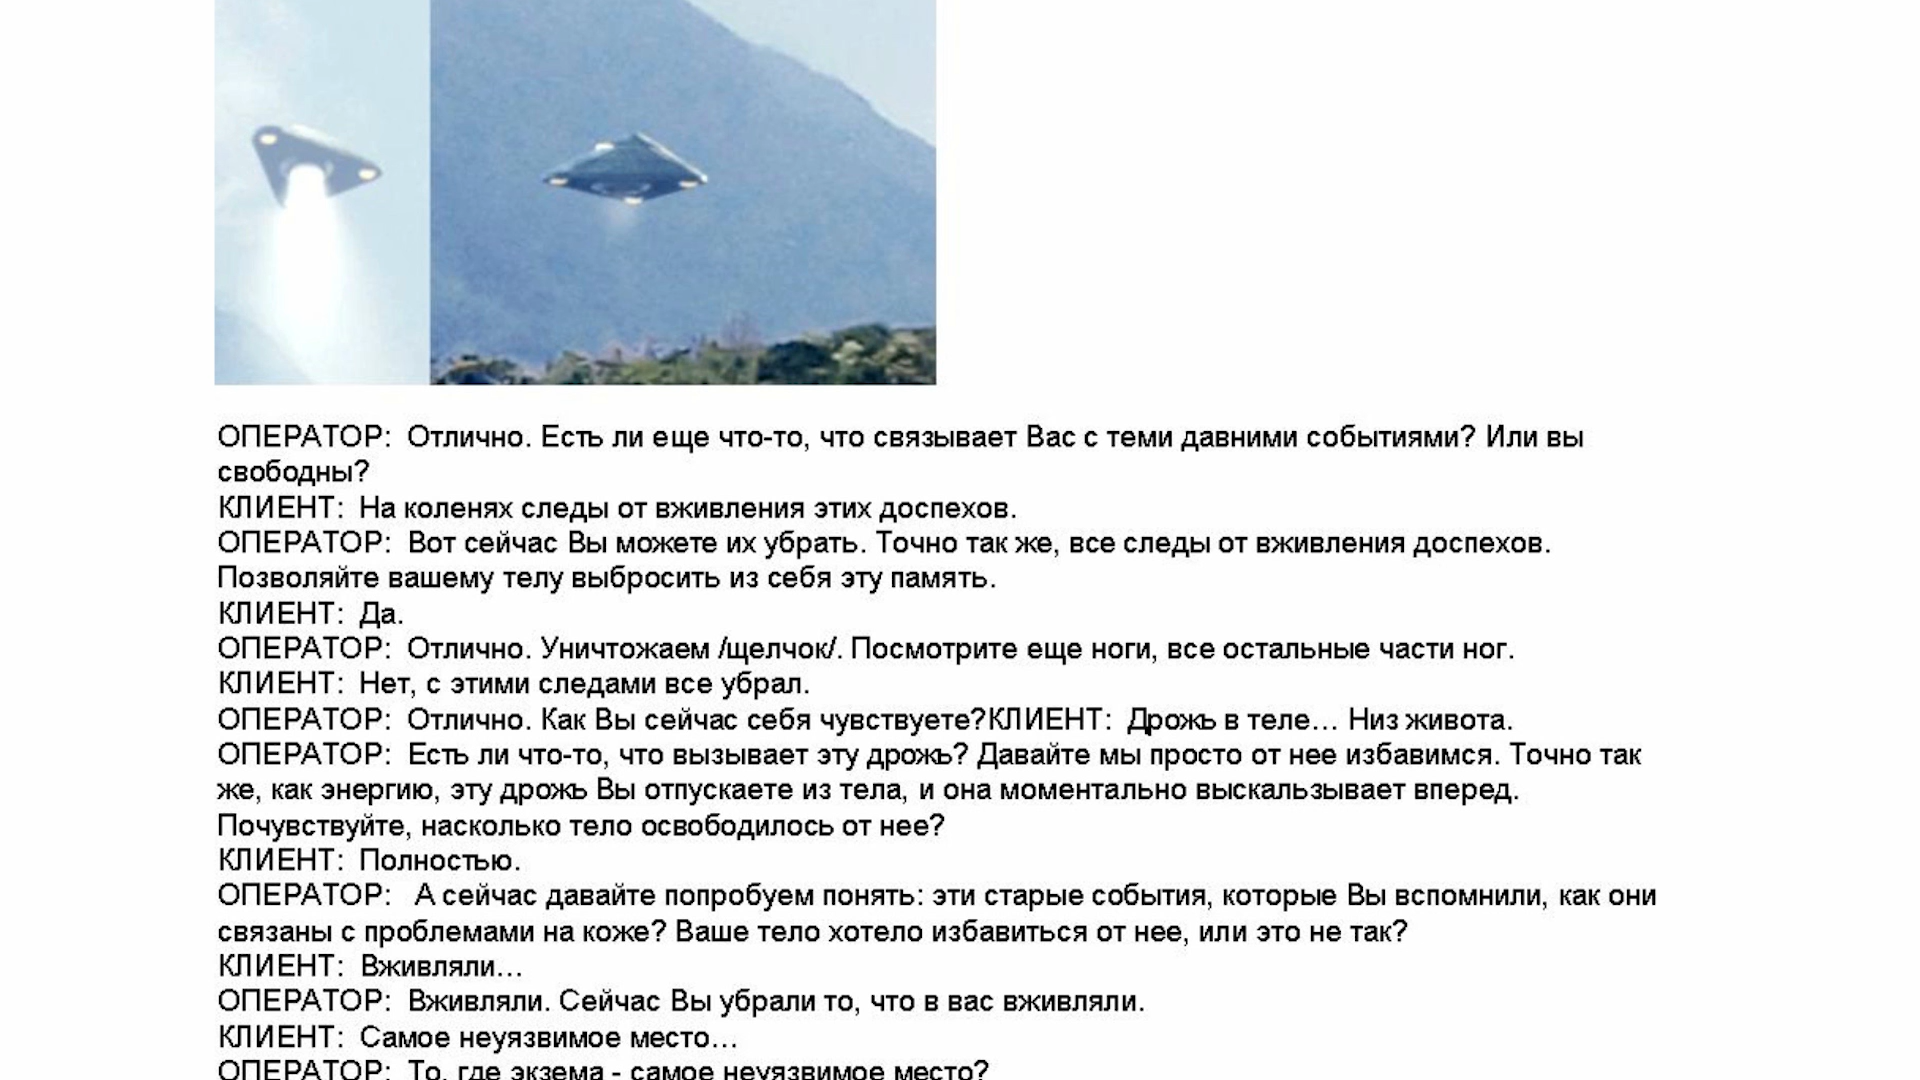 ОПЕРАТОР:  Отлично. Есть ли еще что-то, что связывает Вас с теми давними событиями? Или вы
свободны?
КЛИЕНТ:  На коленях следы от вживления этих доспехов.
ОПЕРАТОР:  Вот сейчас Вы можете их убрать. Точно так же, все следы от вживления доспехов.
Позволяйте вашему телу выбросить из себя эту память.
КЛИЕНТ:  Да.
ОПЕРАТОР:  Отлично. Уничтожаем /щелчок/. Посмотрите еще ноги, все остальные части ног.
КЛИЕНТ:  Нет, с этими следами все убрал.
ОПЕРАТОР:  Отлично. Как Вы сейчас себя чувствуете?КЛИЕНТ:  Дрожь в теле… Низ живота.
ОПЕРАТОР:  Есть ли что-то, что вызывает эту дрожь? Давайте мы просто от нее избавимся. Точно так
же, как энергию, эту дрожь Вы отпускаете из тела, и она моментально выскальзывает вперед.
Почувствуйте, насколько тело освободилось от нее?
КЛИЕНТ:  Полностью.
ОПЕРАТОР:   А сейчас давайте попробуем понять: эти старые события, которые Вы вспомнили, как они
связаны с проблемами на коже? Ваше тело хотело избавиться от нее, или это не так?
КЛИЕНТ:  Вживляли…
ОПЕРАТОР:  Вживляли. Сейчас Вы убрали то, что в вас вживляли.
КЛИЕНТ:  Самое неуязвимое место…
ОПЕРАТОР:  То, где экзема - самое неуязвимое место?